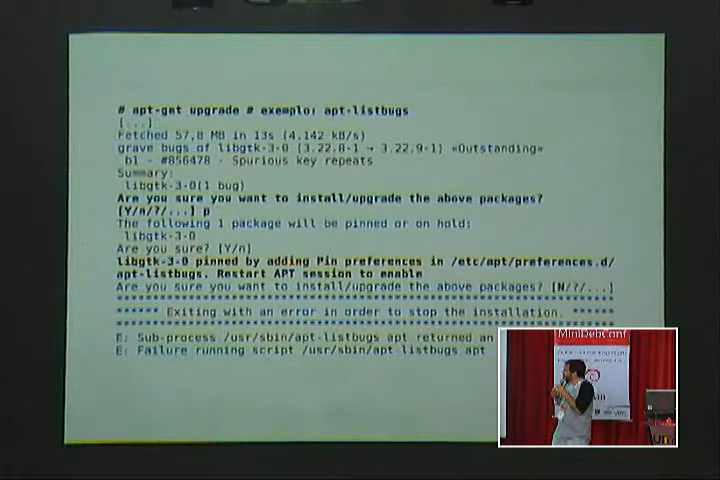 # apt-get upgrade # exemplo: apt-listbugs
[...]
Fetched 57,8 MB in 13s (4.142 kB/s)
grave bugs of libgtk-3-0 (3.22.8-1 → 3.22.9-1) <Outstanding>
b1 - #856478 - Spurious key repeats
Summary:
libgtk-3-0(1 bug)
Are you sure you want to install/upgrade the above packages?
[Y/n/?/...] p
The following 1 package will be pinned or on hold:
libgtk-3-0
Are you sure? [Y/n]
libgtk-3-0 pinned by adding Pin preferences in /etc/apt/preferences.d/
apt-listbugs. Restart APT session to enable
Are you sure you want to install/upgrade the above packages? [N/?/...]
****** Exiting with an error in order to stop the installation. ******
E: Sub-process /usr/sbin/apt-listbugs apt returned an
E: Failure running script /usr/sbin/apt-listbugs apt
MiniDebConf